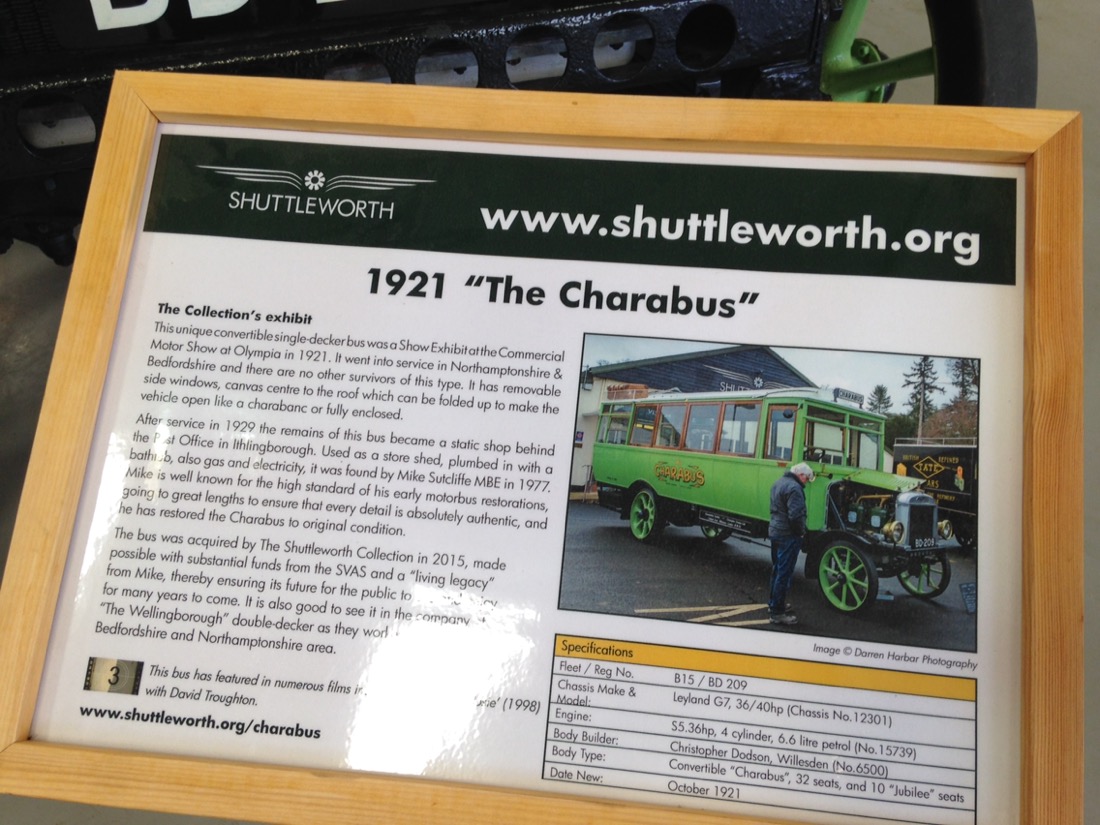 SHUTTLEWORTH
www.shuttleworth.org
1921 “The Charabus”
The Collection's exhibit
This unique convertible single-decker bus was a Show Exhibit at the Commercial
Motor Show at Olympia in 1921. It went into service in Northamptonshire &
Bedfordshire and there are no other survivors of this type. It has removable
side windows, canvas centre to the roof which can be folded up to make the
vehicle open like a charabanc or fully enclosed.
After service in 1929 the remains of this bus became a static shop behind
the Post Office in Irthlingborough. Used as a store shed, plumbed in with a
bathtub, also gas and electricity, it was found by Mike Sutcliffe MBE in 1977.
Mike is well known for the high standard of his early motorbus restorations,
going to great lengths to ensure that every detail is absolutely authentic, and
he has restored the Charabus to original condition.
The bus was acquired by The Shuttleworth Collection in 2015, made
possible with substantial funds from the SVAS and a “living legacy”
from Mike, thereby ensuring its future for the public to
for many years to come. It is also good to see it in the company
“The Wellingborough” double-decker as they
Bedfordshire and Northamptonshire area.
3
This bus has featured in numerous films
(1998)
with David Troughton.
www.shuttleworth.org/charabus
CHARABUS
CHARABUS
BD·209
TATE
Image © Darren Harbar Photography
Specifications
Fleet / Reg No. B15 / BD 209
Chassis Make & Model: Leyland G7, 36/40hp (Chassis No.12301)
Engine: S5.36hp, 4 cylinder, 6.6 litre petrol (No.15739)
Body Builder: Christopher Dodson, Willesden (No.6500)
Body Type: Convertible “Charabus”, 32 seats, and 10 “Jubilee” seats
Date New: October 1921